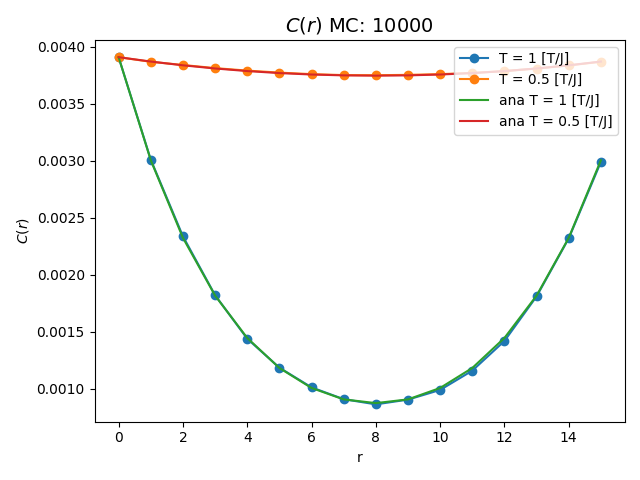 C(r) MC: 10000
0.0040
0.0035
0.0030
0.0025
0.0020
0.0015
0.0010
C(r)
0 2 4 6 8 10 12 14
r
T = 1 [T/J]
T = 0.5 [T/J]
ana T = 1 [T/J]
ana T = 0.5 [T/J]